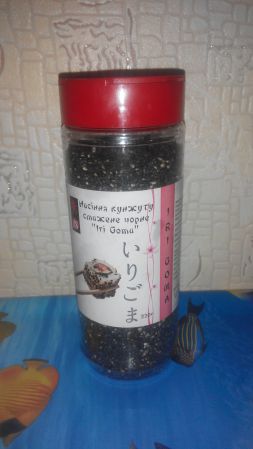 Насіння кунжуту
смажене чорне
"Iri Goma"
いりごま
IRI GOMA